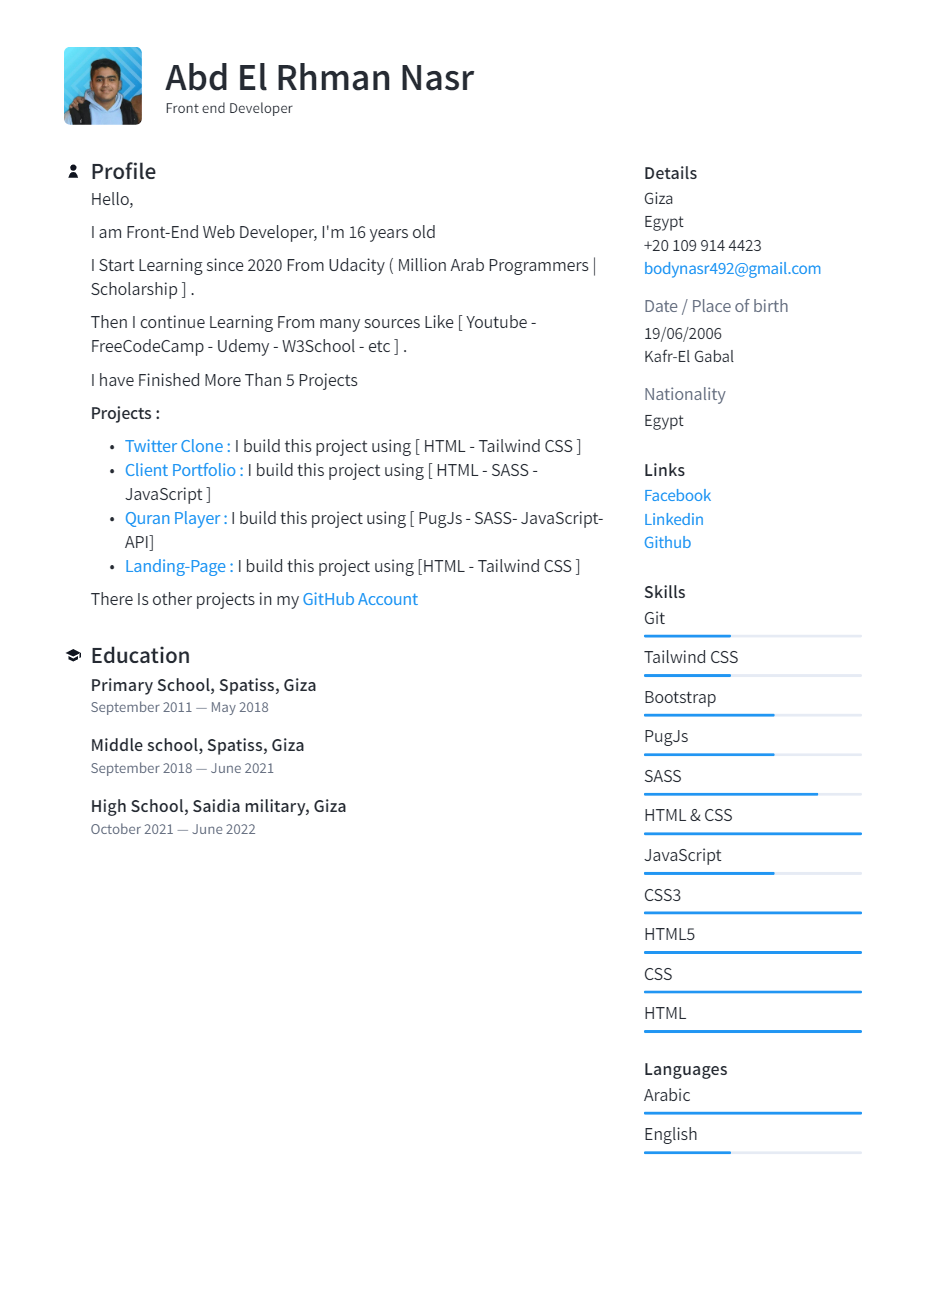 Abd El Rhman Nasr
Front end Developer
Profile
Hello,
I am Front-End Web Developer, I'm 16 years old
I Start Learning since 2020 From Udacity ( Million Arab Programmers |
Scholarship ] .
Then I continue Learning From many sources Like [ Youtube -
FreeCodeCamp - Udemy - W3School - etc ] .
I have Finished More Than 5 Projects
Projects :
• Twitter Clone : I build this project using [ HTML - Tailwind CSS ]
• Client Portfolio : I build this project using [ HTML - SASS -
JavaScript ]
• Quran Player : I build this project using [ PugJs - SASS- JavaScript-
API]
• Landing-Page : I build this project using [HTML - Tailwind CSS ]
There Is other projects in my GitHub Account
Education
Primary School, Spatiss, Giza
September 2011 — May 2018
Middle school, Spatiss, Giza
September 2018 — June 2021
High School, Saidia military, Giza
October 2021 — June 2022
Details
Giza
Egypt
+20 109 914 4423
bodynasr492@gmail.com
Date / Place of birth
19/06/2006
Kafr-El Gabal
Nationality
Egypt
Links
Facebook
Linkedin
Github
Skills
Git
Tailwind CSS
Bootstrap
PugJs
SASS
HTML & CSS
JavaScript
CSS3
HTML5
CSS
HTML
Languages
Arabic
English